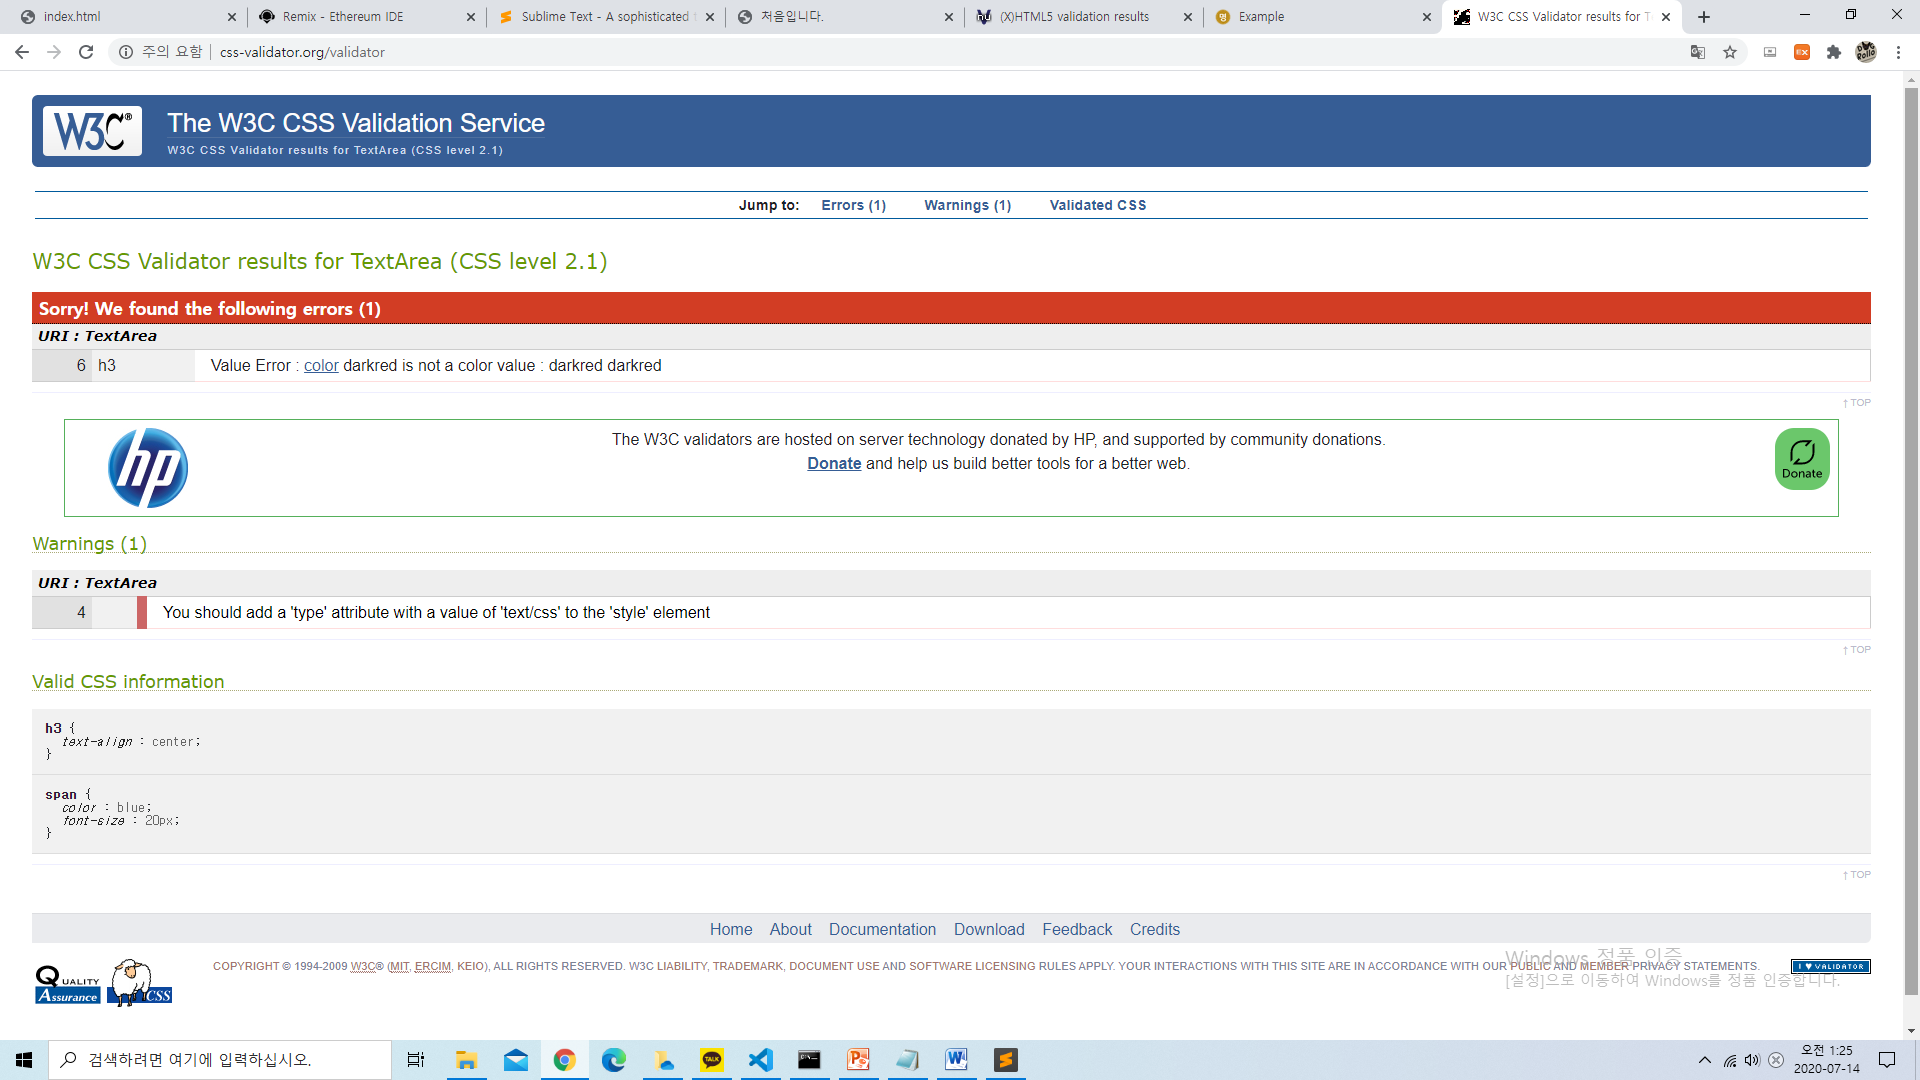 index.html
Remix - Ethereum IDE
Sublime Text - A sophisticated
처음입니다.
(X)HTML5 validation results
Example
W3C CSS Validator results for T
주의 요함
css-validator.org/validator
EX
W3C®
The W3C CSS Validation Service
W3C CSS Validator results for TextArea (CSS level 2.1)
Jump to: Errors (1) Warnings (1) Validated CSS
W3C CSS Validator results for TextArea (CSS level 2.1)
Sorry! We found the following errors (1)
URI : TextArea
6 h3 Value Error : color darkred is not a color value : darkred darkred
↑ TOP
hp
The W3C validators are hosted on server technology donated by HP, and supported by community donations.
Donate and help us build better tools for a better web.
Donate
Warnings (1)
URI : TextArea
4 You should add a 'type' attribute with a value of 'text/css' to the 'style' element
↑ TOP
Valid CSS information
h3 {
text-align : center;
}
span {
color : blue;
font-size : 20px;
}
↑ TOP
Home About Documentation Download Feedback Credits
QUALITY
Assurance
CSS
COPYRIGHT © 1994-2009 W3C® (MIT, ERCIM, KEIO), ALL RIGHTS RESERVED. W3C LIABILITY, TRADEMARK, DOCUMENT USE AND SOFTWARE LICENSING RULES APPLY. YOUR INTERACTIONS WITH THIS SITE ARE IN ACCORDANCE WITH OUR PUBLIC AND MEMBER PRIVACY STATEMENTS.
I ♥ VALIDATOR
Windows 정품 인증
[설정]으로 이동하여 Windows를 정품 인증합니다.
검색하려면 여기에 입력하십시오.
TALK
오전 1:25
2020-07-14